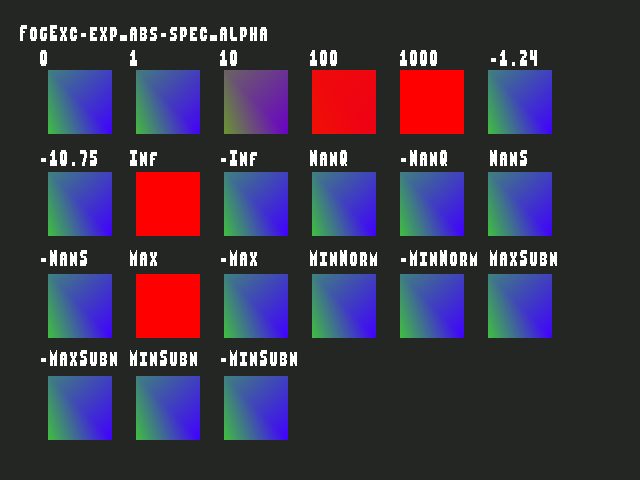 FogExc-exp_abs-spec_alpha
0 1 10 100 1000 -1.24
-10.75 Inf -Inf NanQ -NanQ NanS
-NanS Max -Max MinNorm -MinNorm MaxSubN
-MaxSubN MinSubN -MinSubN